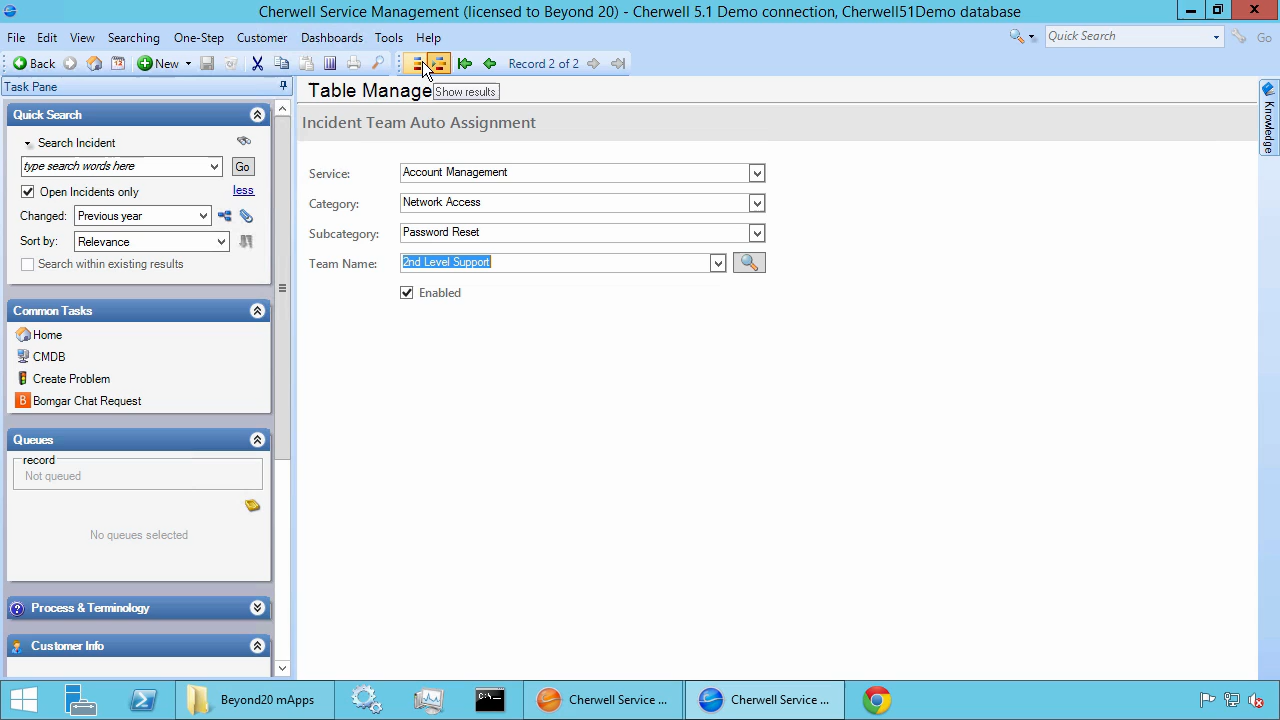 Cherwell Service Management (licensed to Beyond 20) - Cherwell 5.1 Demo connection, Cherwell51Demo database
File Edit View Searching One-Step Customer Dashboards Tools Help
Quick Search
Go
Back
New
Record 2 of 2
Task Pane
Table Manage
Show results
Quick Search
Search Incident
type search words here
Go
Open Incidents only
less
Changed: Previous year
Sort by: Relevance
Search within existing results
Common Tasks
Home
CMDB
Create Problem
B Bomgar Chat Request
Queues
record
Not queued
No queues selected
Process & Terminology
Customer Info
Incident Team Auto Assignment
Service: Account Management
Category: Network Access
Subcategory: Password Reset
Team Name: 2nd Level Support
Enabled
Knowledge
Beyond20 mApps
Cherwell Service ...
Cherwell Service ...